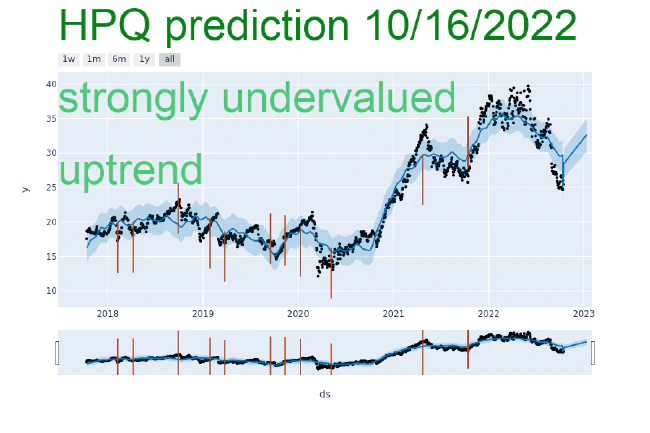 HPQ prediction 10/16/2022
1w 1m 6m 1y all
strongly undervalued
uptrend
40
35
30
25
20
15
10
y
2018 2019 2020 2021 2022 2023
ds